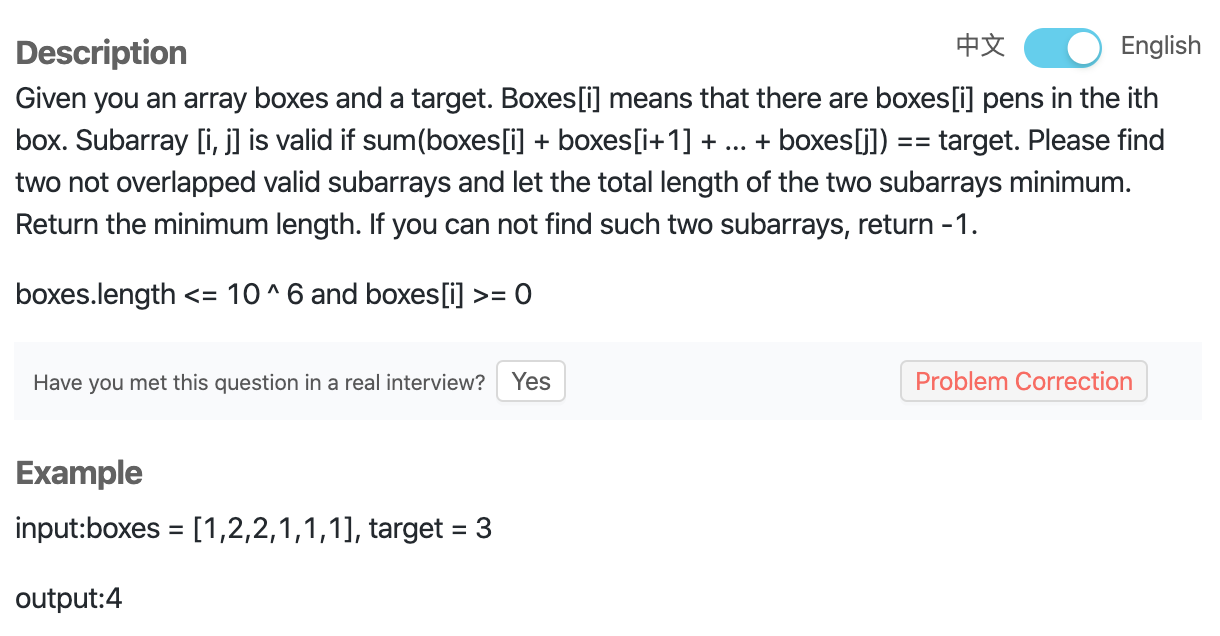 Description
中文
English
Given you an array boxes and a target. Boxes[i] means that there are boxes[i] pens in the ith
box. Subarray [i, j] is valid if sum(boxes[i] + boxes[i+1] + ... + boxes[j]) == target. Please find
two not overlapped valid subarrays and let the total length of the two subarrays minimum.
Return the minimum length. If you can not find such two subarrays, return -1.
boxes.length <= 10 ^ 6 and boxes[i] >= 0
Have you met this question in a real interview?
Yes
Problem Correction
Example
input:boxes = [1,2,2,1,1,1], target = 3
output:4